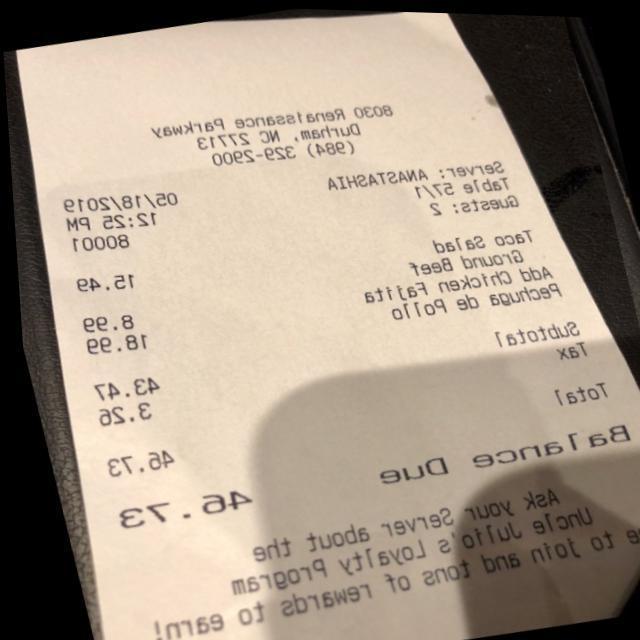 8030 Renaissance Parkway
Durham, NC 27713
(984) 329-2900
Server: ANASTASHIA 05/18/2019
Table 57/1 12:25 PM
Guests: 2 80001
Taco Salad 15.49
Ground Beef
Add Chicken Fajita 8.99
Pechuga de Pollo 18.99
Subtotal 43.47
Tax 3.26
Total 46.73
Balance Due 46.73
Ask your Server about the
Uncle Julio s Loyalty Program
to join and tons of rewards to earn!